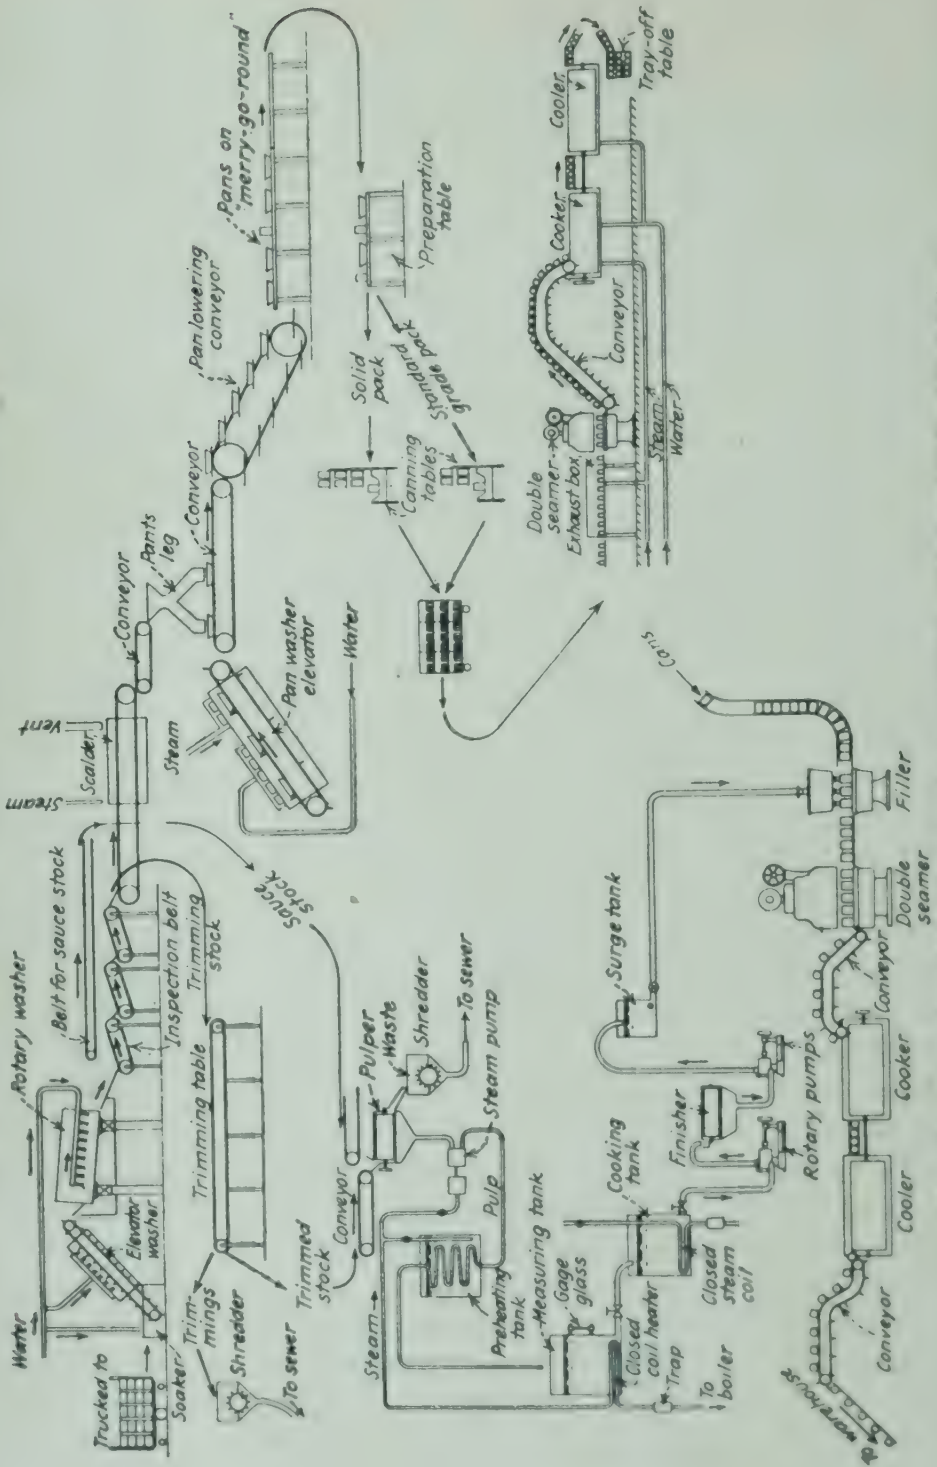 Trucked to
Soaker
Water
Elevator
washer
Rotary washer
Belt for sauce stock
Inspection belt
Trimming
stock
Trimming table
Trim-
mings
Shredder
To sewer
Steam
Vent
Scalder
Conveyor
Pants
leg
Conveyor
Pan lowering
conveyor
Pans on
"merry-go-round"
Steam
Pan washer
elevator
Water
Preparation
table
Solid
pack
Standard
grade pack
Canning
tables
Sauce
stock
Trimmed
stock
Conveyor
Pulper
Waste
Shredder
To sewer
Steam pump
Pulp
Steam
Preheating
tank
Measuring tank
Gage
glass
Closed
coil heater
Trap
To
boiler
Cooking
tank
Closed
steam
coil
Finisher
Rotary pumps
Surge tank
Cans
Filler
Double
seamer
Conveyor
Cooker
Cooler
Conveyor
to
warehouse
Double
seamer
Exhaust box
Steam
Water
Conveyor
Cooker
Cooler
Tray-off
table